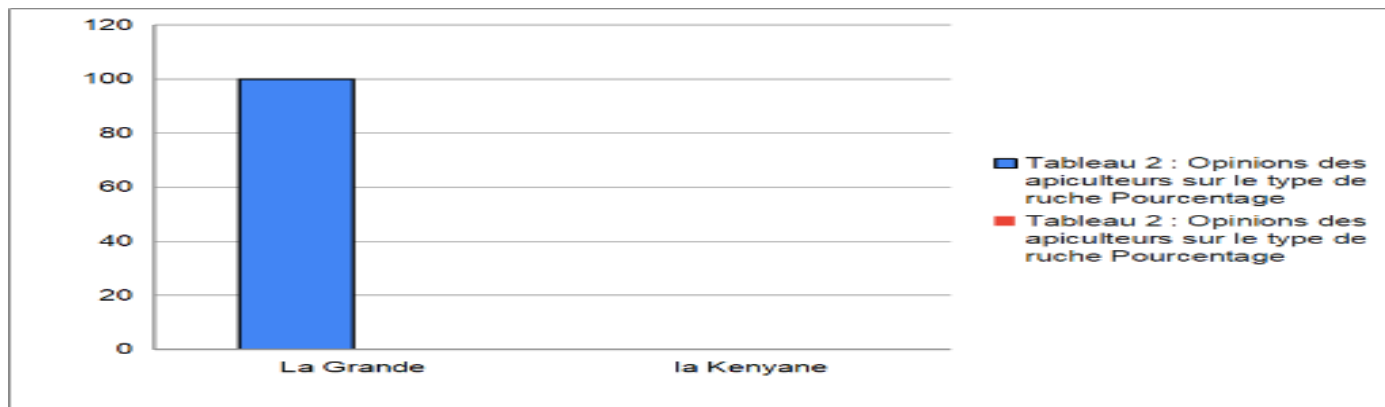 120
100
80
60
40
20
0
La Grande
la Kenyane
Tableau 2 : Opinions des
apiculteurs sur le type de
ruche Pourcentage
Tableau 2 : Opinions des
apiculteurs sur le type de
ruche Pourcentage